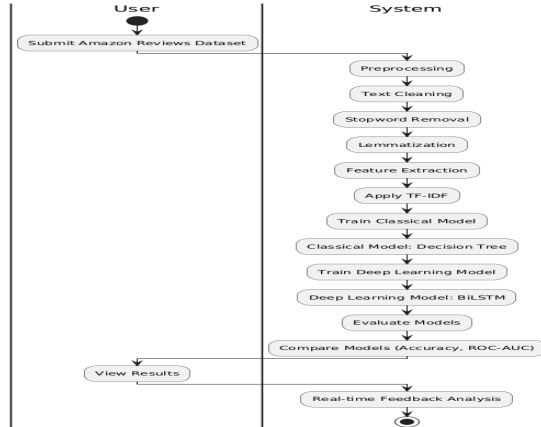 User
System
Submit Amazon Reviews Dataset
Preprocessing
Text Cleaning
Stopword Removal
Lemmatization
Feature Extraction
Apply TF-IDF
Train Classical Model
Classical Model: Decision Tree
Train Deep Learning Model
Deep Learning Model: BiLSTM
Evaluate Models
Compare Models (Accuracy, ROC-AUC)
View Results
Real-time Feedback Analysis